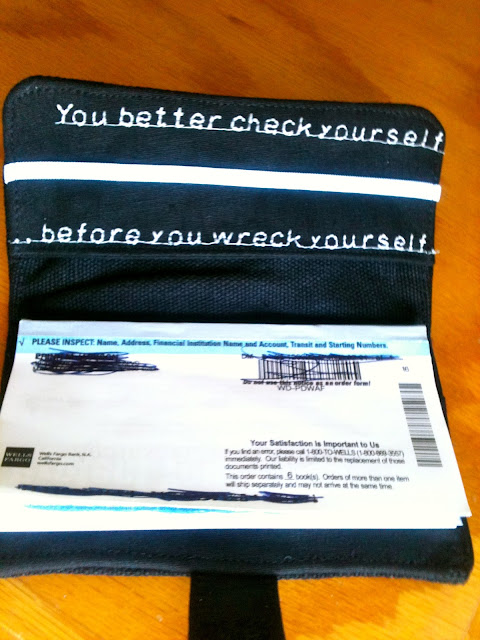 You better check yourself
.. before you wreck yourself..
√ PLEASE INSPECT: Name, Address, Financial Institution Name and Account, Transit and Starting Numbers.
Do not use this notice as an order form!
WD-PDWAF
WELLS
FARGO
Wells Fargo Bank, N.A.
California
wellsfargo.com
Your Satisfaction is Important to Us
If you find an error, please call 1-800-TO-WELLS (1-800-869-3557)
immediately. Our liability is limited to the replacement of those
documents printed.
This order contains 6 book(s). Orders of more than one item
will ship separately and may not arrive at the same time.